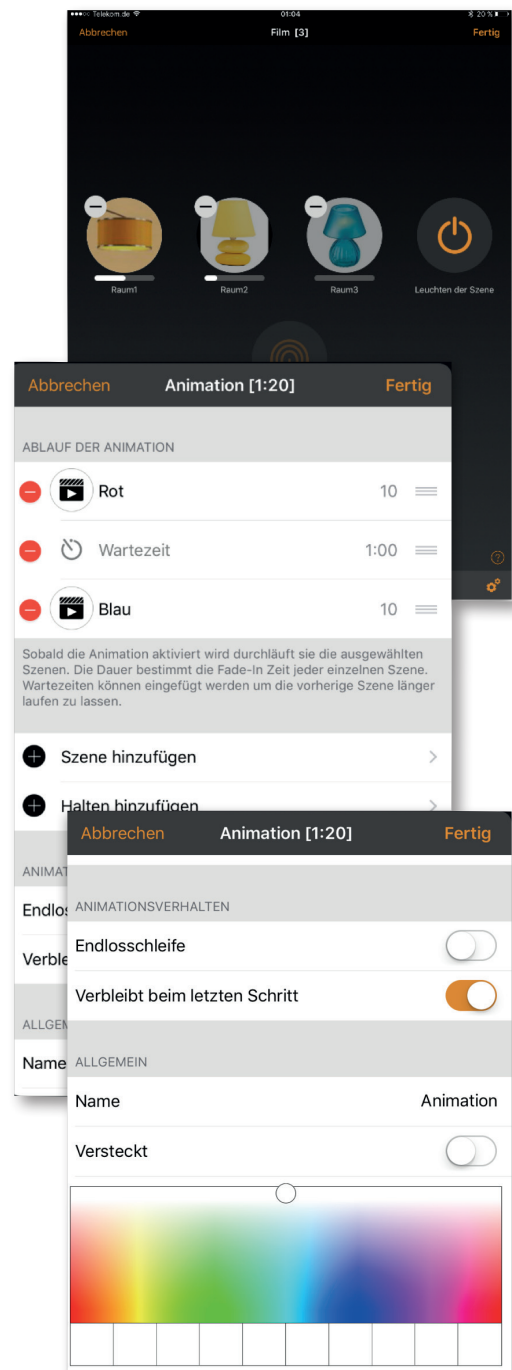 Telekom.de 01:04 20 %
Abbrechen Film [3] Fertig
Raum1 Raum2 Raum3 Leuchten der Szene
Abbrechen Animation [1:20] Fertig
ABLAUF DER ANIMATION
Rot 10
Wartezeit 1:00
Blau 10
Sobald die Animation aktiviert wird durchläuft sie die ausgewählten
Szenen. Die Dauer bestimmt die Fade-In Zeit jeder einzelnen Szene.
Wartezeiten können eingefügt werden um die vorherige Szene länger
laufen zu lassen.
Szene hinzufügen
Halten hinzufügen
ANIMAT
Endlos
Verble
ALLGEM
Name
Abbrechen Animation [1:20] Fertig
ANIMATIONSVERHALTEN
Endlosschleife
Verbleibt beim letzten Schritt
ALLGEMEIN
Name Animation
Versteckt